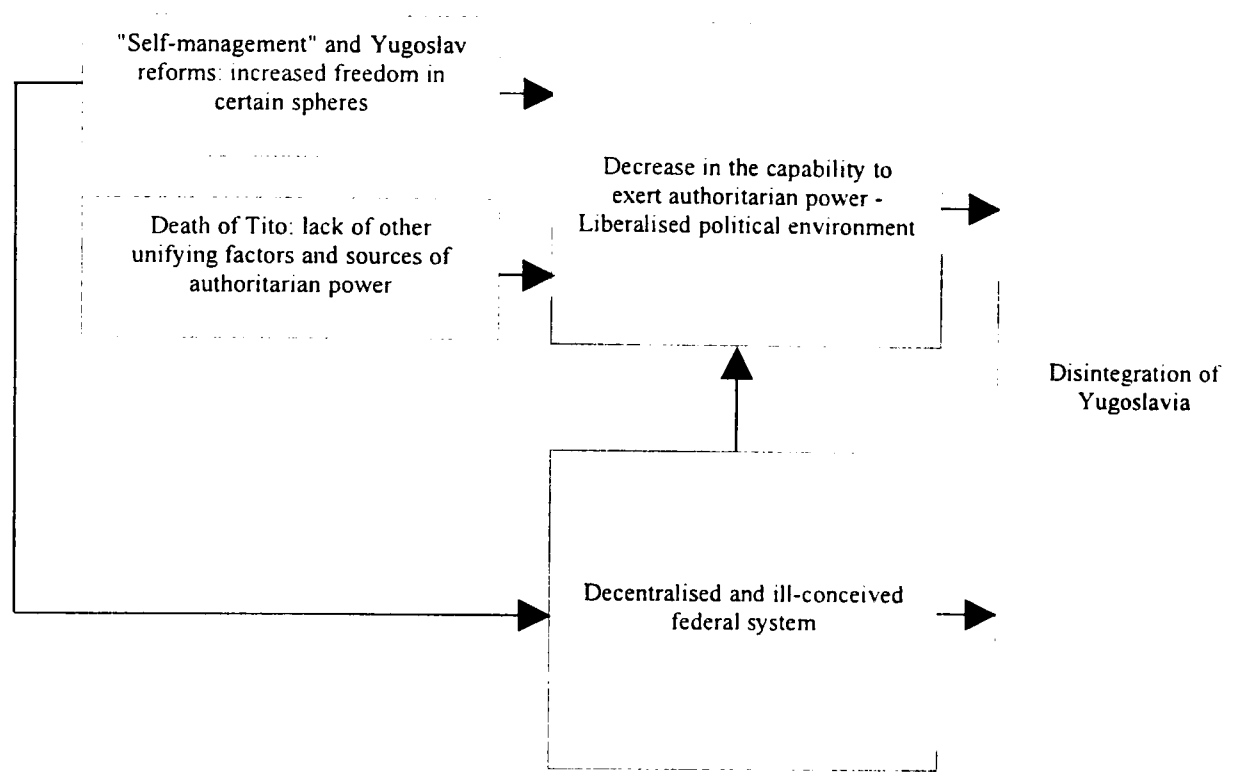 "Self-management" and Yugoslav
reforms: increased freedom in
certain spheres
Death of Tito: lack of other
unifying factors and sources of
authoritarian power
Decrease in the capability to
exert authoritarian power -
Liberalised political environment
Disintegration of
Yugoslavia
Decentralised and ill-conceived
federal system